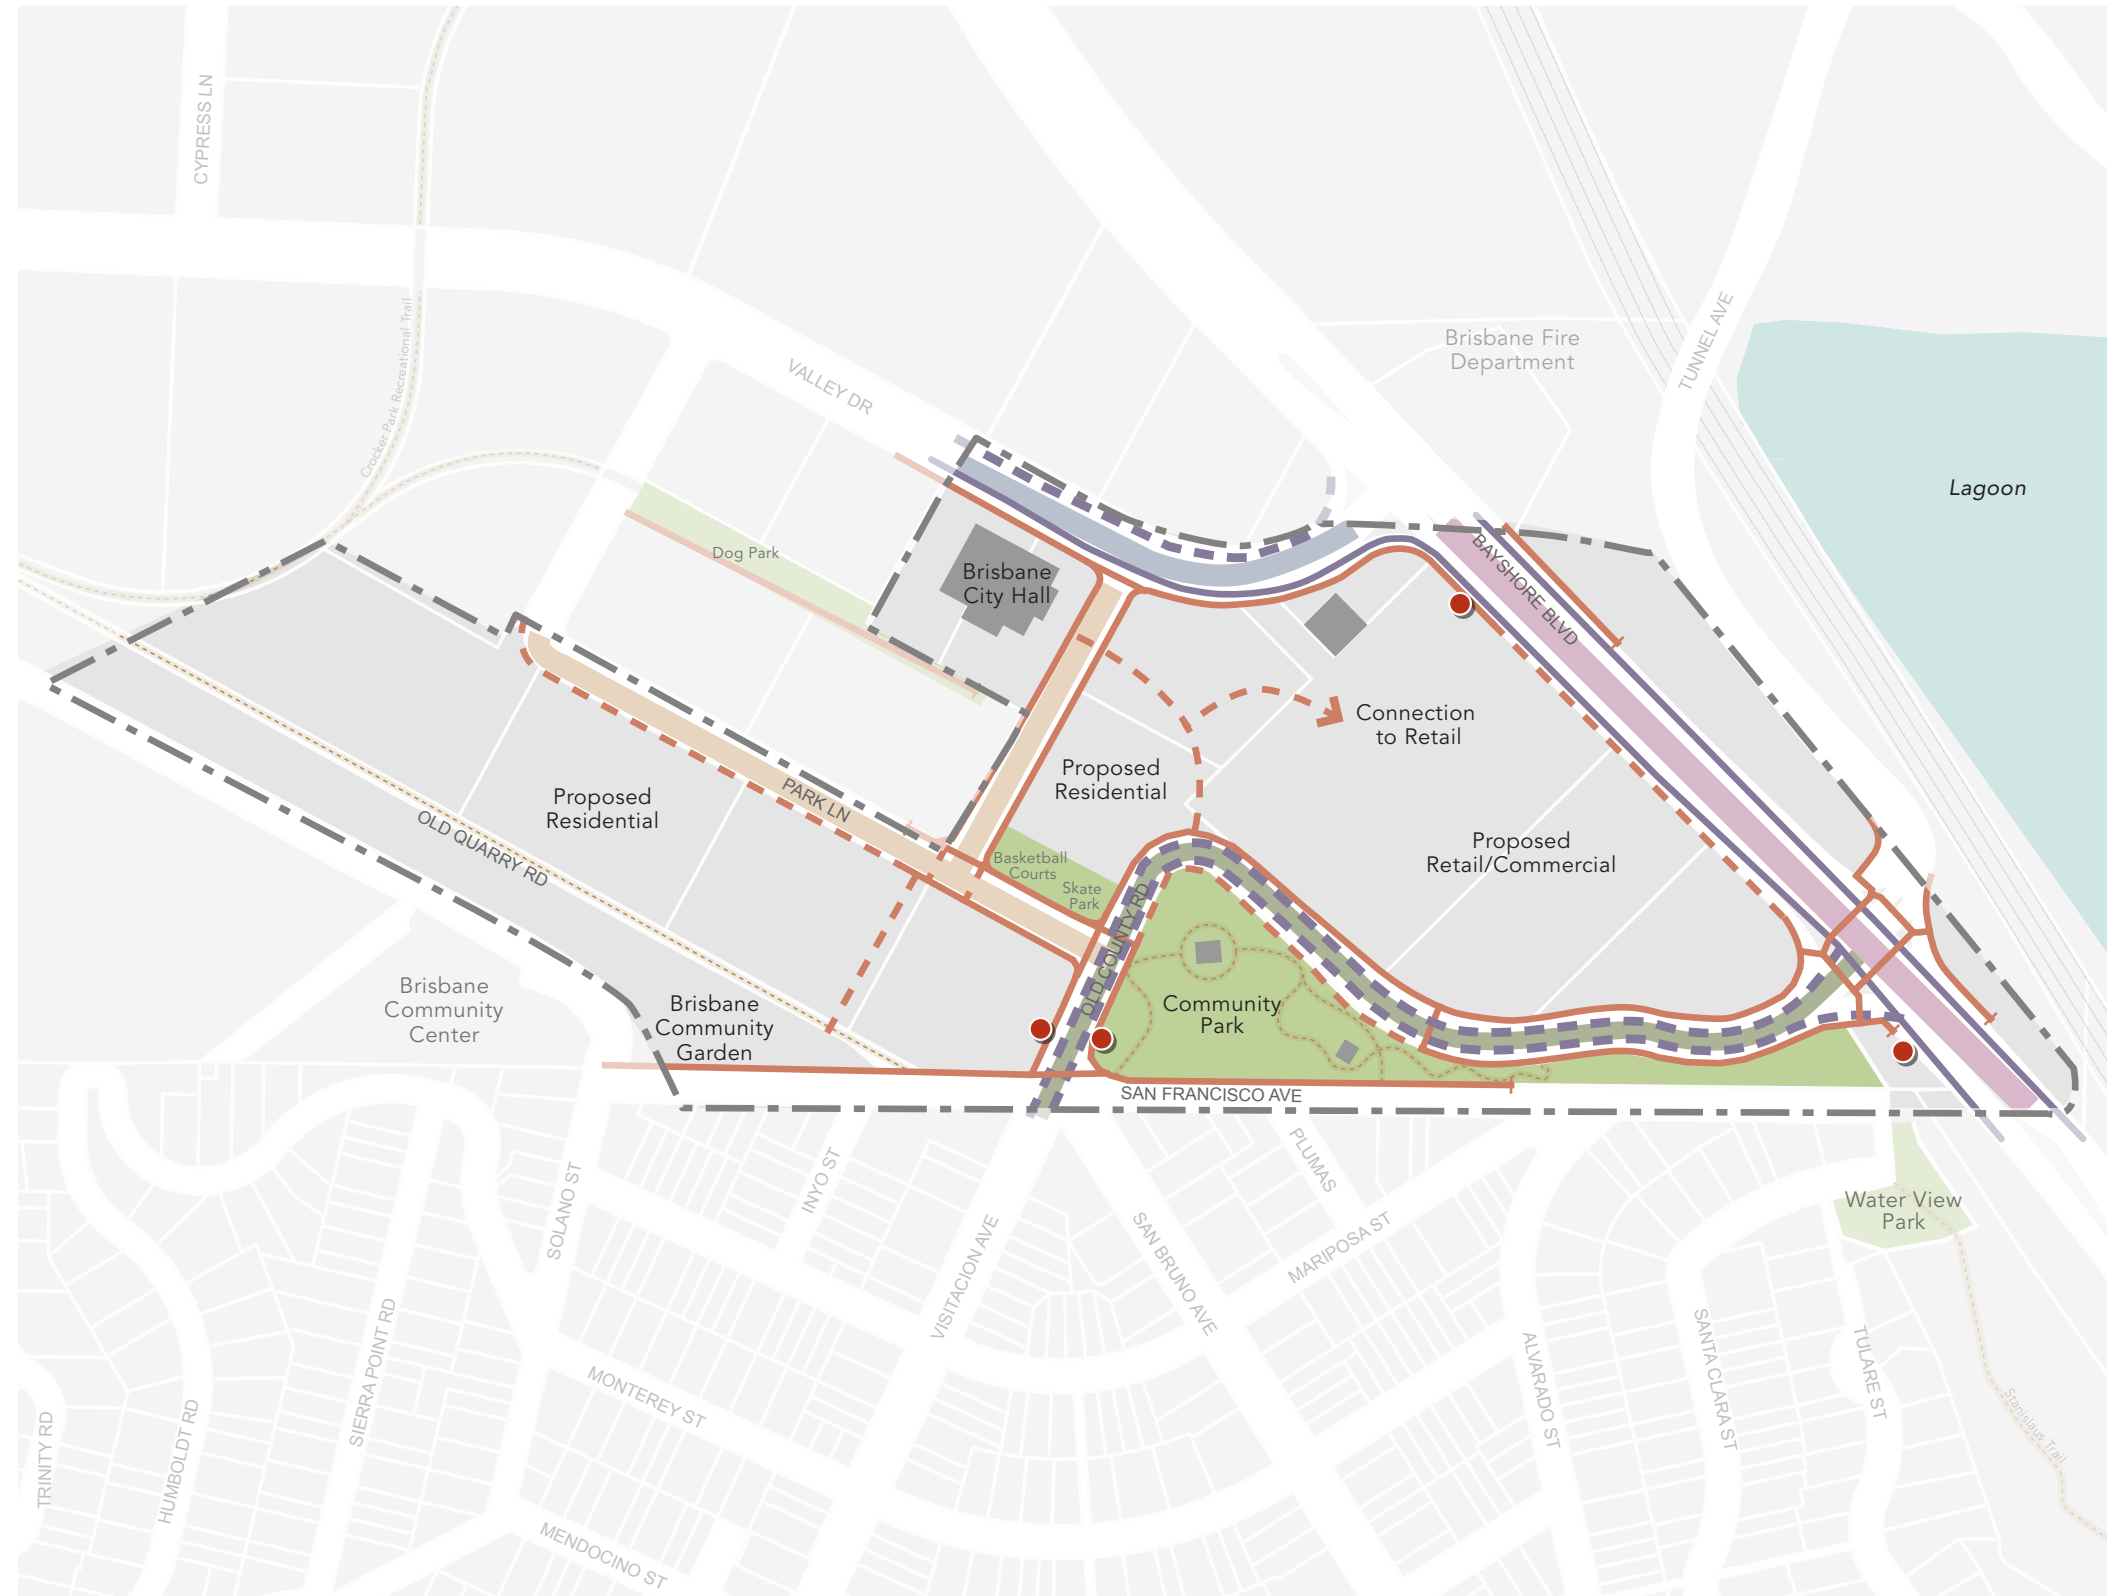 CYPRESS LN
Crocker Park Recreational Trail
VALLEY DR
Brisbane Fire
Department
TUNNEL AVE
Lagoon
Dog Park
Brisbane
City Hall
BAYSHORE BLVD
Connection
to Retail
Proposed
Residential
Proposed
Residential
PARK LN
OLD QUARRY RD
Proposed
Retail/Commercial
Basketball
Courts
Skate
Park
OLD COUNTY RD
Brisbane
Community
Center
Brisbane
Community
Garden
Community
Park
SAN FRANCISCO AVE
INYO ST
PLUMAS
SOLANO ST
VISITACION AVE
SAN BRUNO AVE
MARIPOSA ST
Water View
Park
SIERRA POINT RD
MONTEREY ST
ALVARADO ST
SANTA CLARA ST
TULARE ST
Stanislaus Trail
TRINITY RD
HUMBOLDT RD
MENDOCINO ST